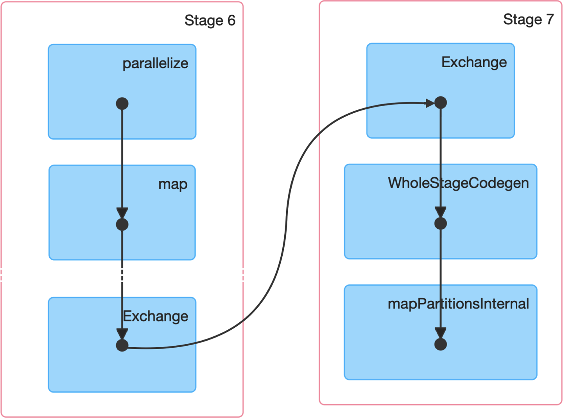 Stage 6
parallelize
map
Exchange
Stage 7
Exchange
WholeStageCodegen
mapPartitionsInternal